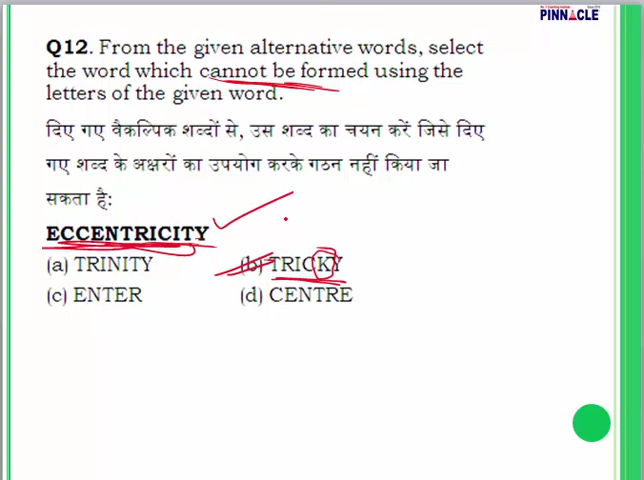 PINNACLE
Q12. From the given alternative words, select
the word which cannot be formed using the
letters of the given word.
दिए गए वैकल्पिक शब्दों से, उस शब्द का चयन करें जिसे दिए
गए शब्द के अक्षरों का उपयोग करके गठन नहीं किया जा
सकता है:
ECCENTRICITY
(a) TRINITY (b) TRICKY
(c) ENTER (d) CENTRE